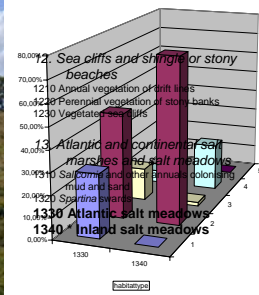 12. Sea cliffs and shingle or stony
beaches
1210 Annual vegetation of drift lines
1220 Perennial vegetation of stony banks
1230 Vegetated sea cliffs
13. Atlantic and continental salt
marshes and salt meadows
1310 Salicornia and other annuals colonising
mud and sand
1320 Spartina swards
1330 Atlantic salt meadows
1340 * Inland salt meadows
80,00%
70,00%
60,00%
50,00%
40,00%
30,00%
20,00%
10,00%
0,00%
1330
1340
1
2
3
4
5
habitattype